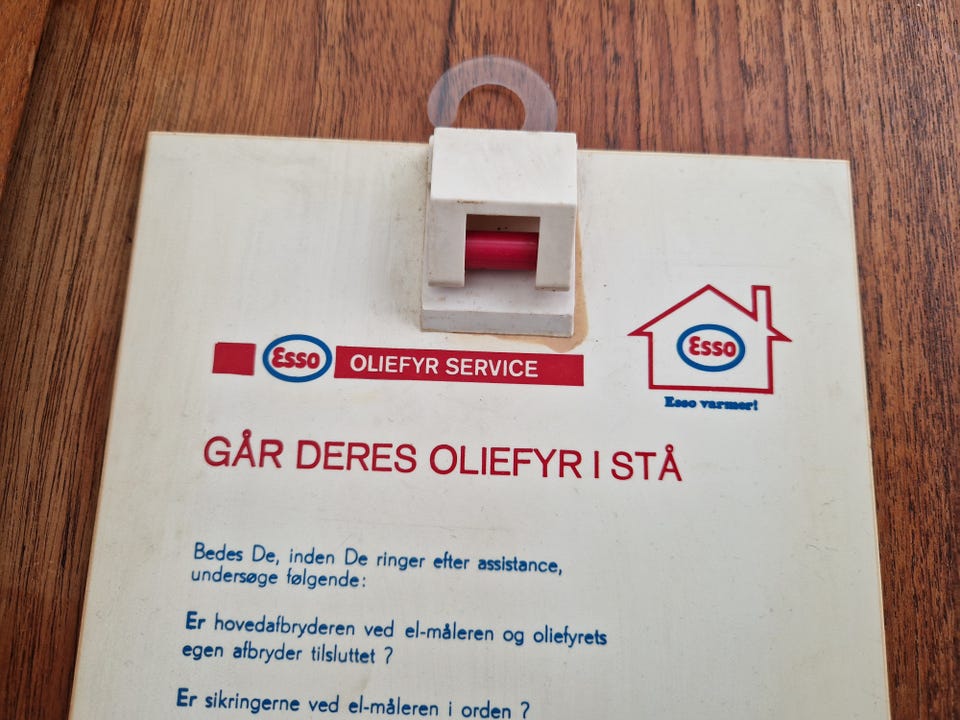 Esso OLIEFYR SERVICE
Esso
Esso varmer!
GÅR DERES OLIEFYR I STÅ
Bedes De, inden De ringer efter assistance,
undersøge følgende:
Er hovedafbryderen ved el-måleren og oliefyrets
egen afbryder tilsluttet ?
Er sikringerne ved el-måleren i orden ?